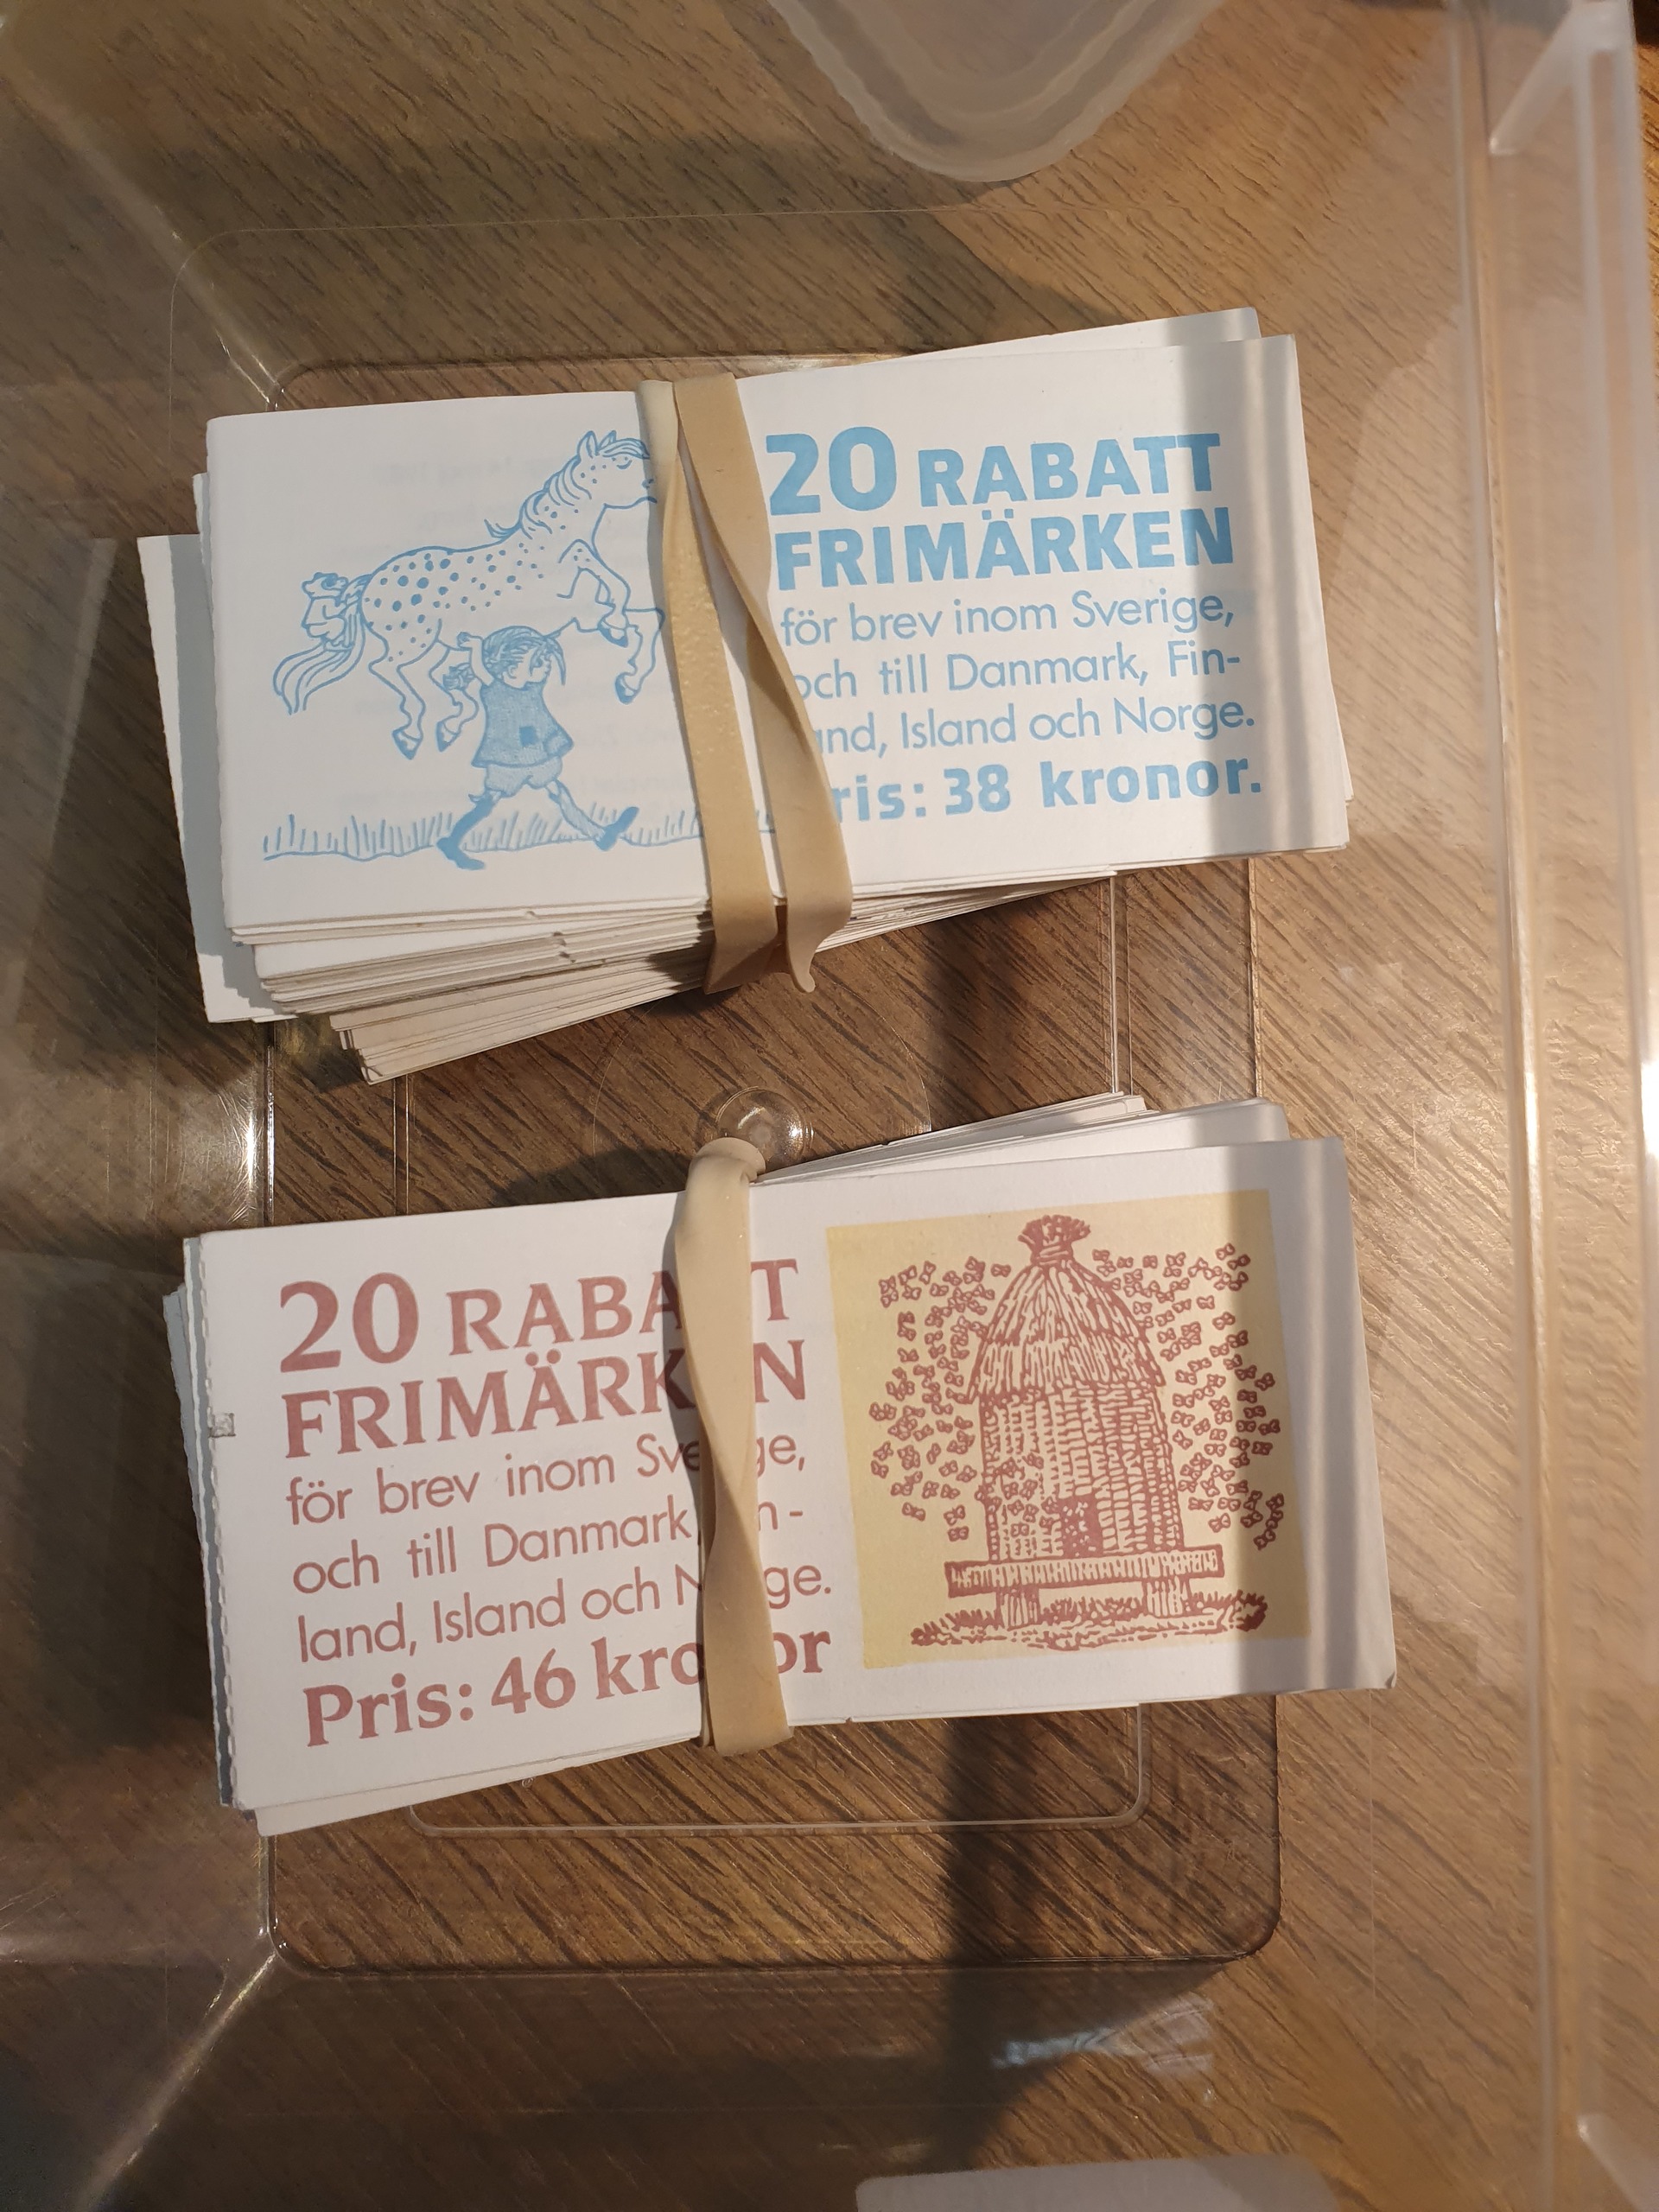 20 RABATT
FRIMÄRKEN
för brev inom Sverige,
och till Danmark, Fin-
land, Island och Norge.
Pris: 38 kronor.
20 RABATT
FRIMÄRKEN
för brev inom Sverige,
och till Danmark, Fin-
land, Island och Norge.
Pris: 46 kronor